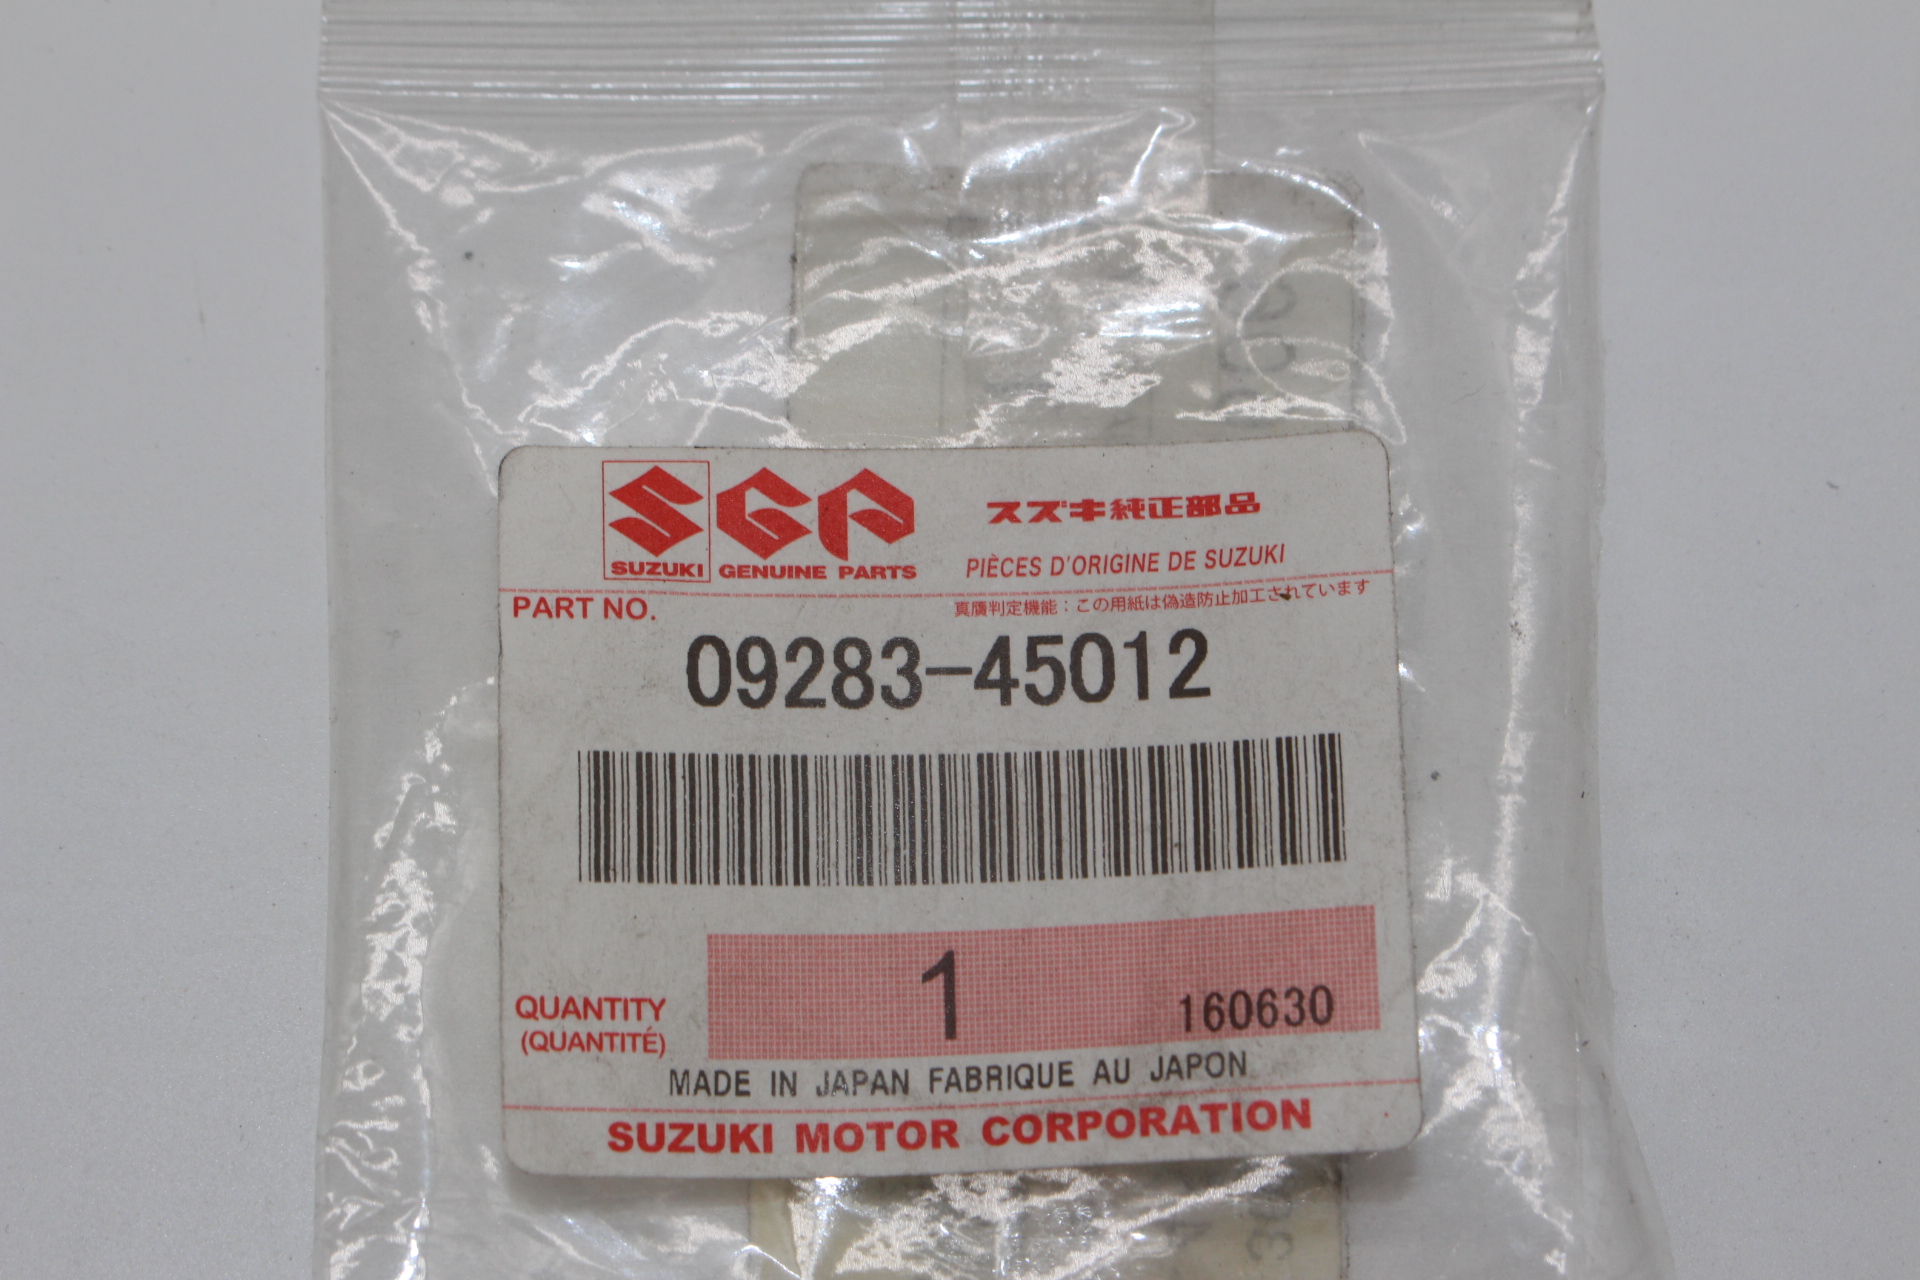 SGP
スズキ純正部品
SUZUKI GENUINE PARTS
PIÈCES D'ORIGINE DE SUZUKI
PART NO.
真贋判定機能：この用紙は偽造防止加工されています
09283-45012
1
160630
QUANTITY
(QUANTITÉ)
MADE IN JAPAN FABRIQUE AU JAPON
SUZUKI MOTOR CORPORATION